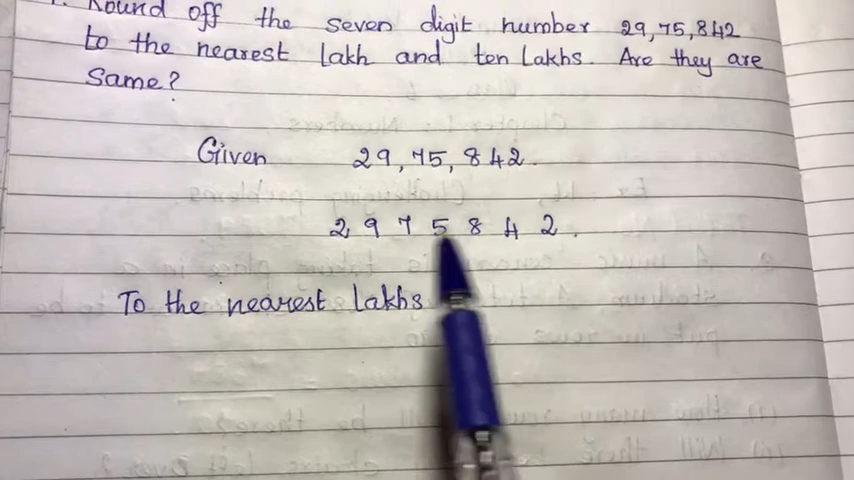 Round off the seven digit number 29,75,842
to the nearest lakh and ten Lakhs. Are they are
Same?
Given 29,75,842.
2 9 7 5 8 4 2 .
To the nearest Lakhs